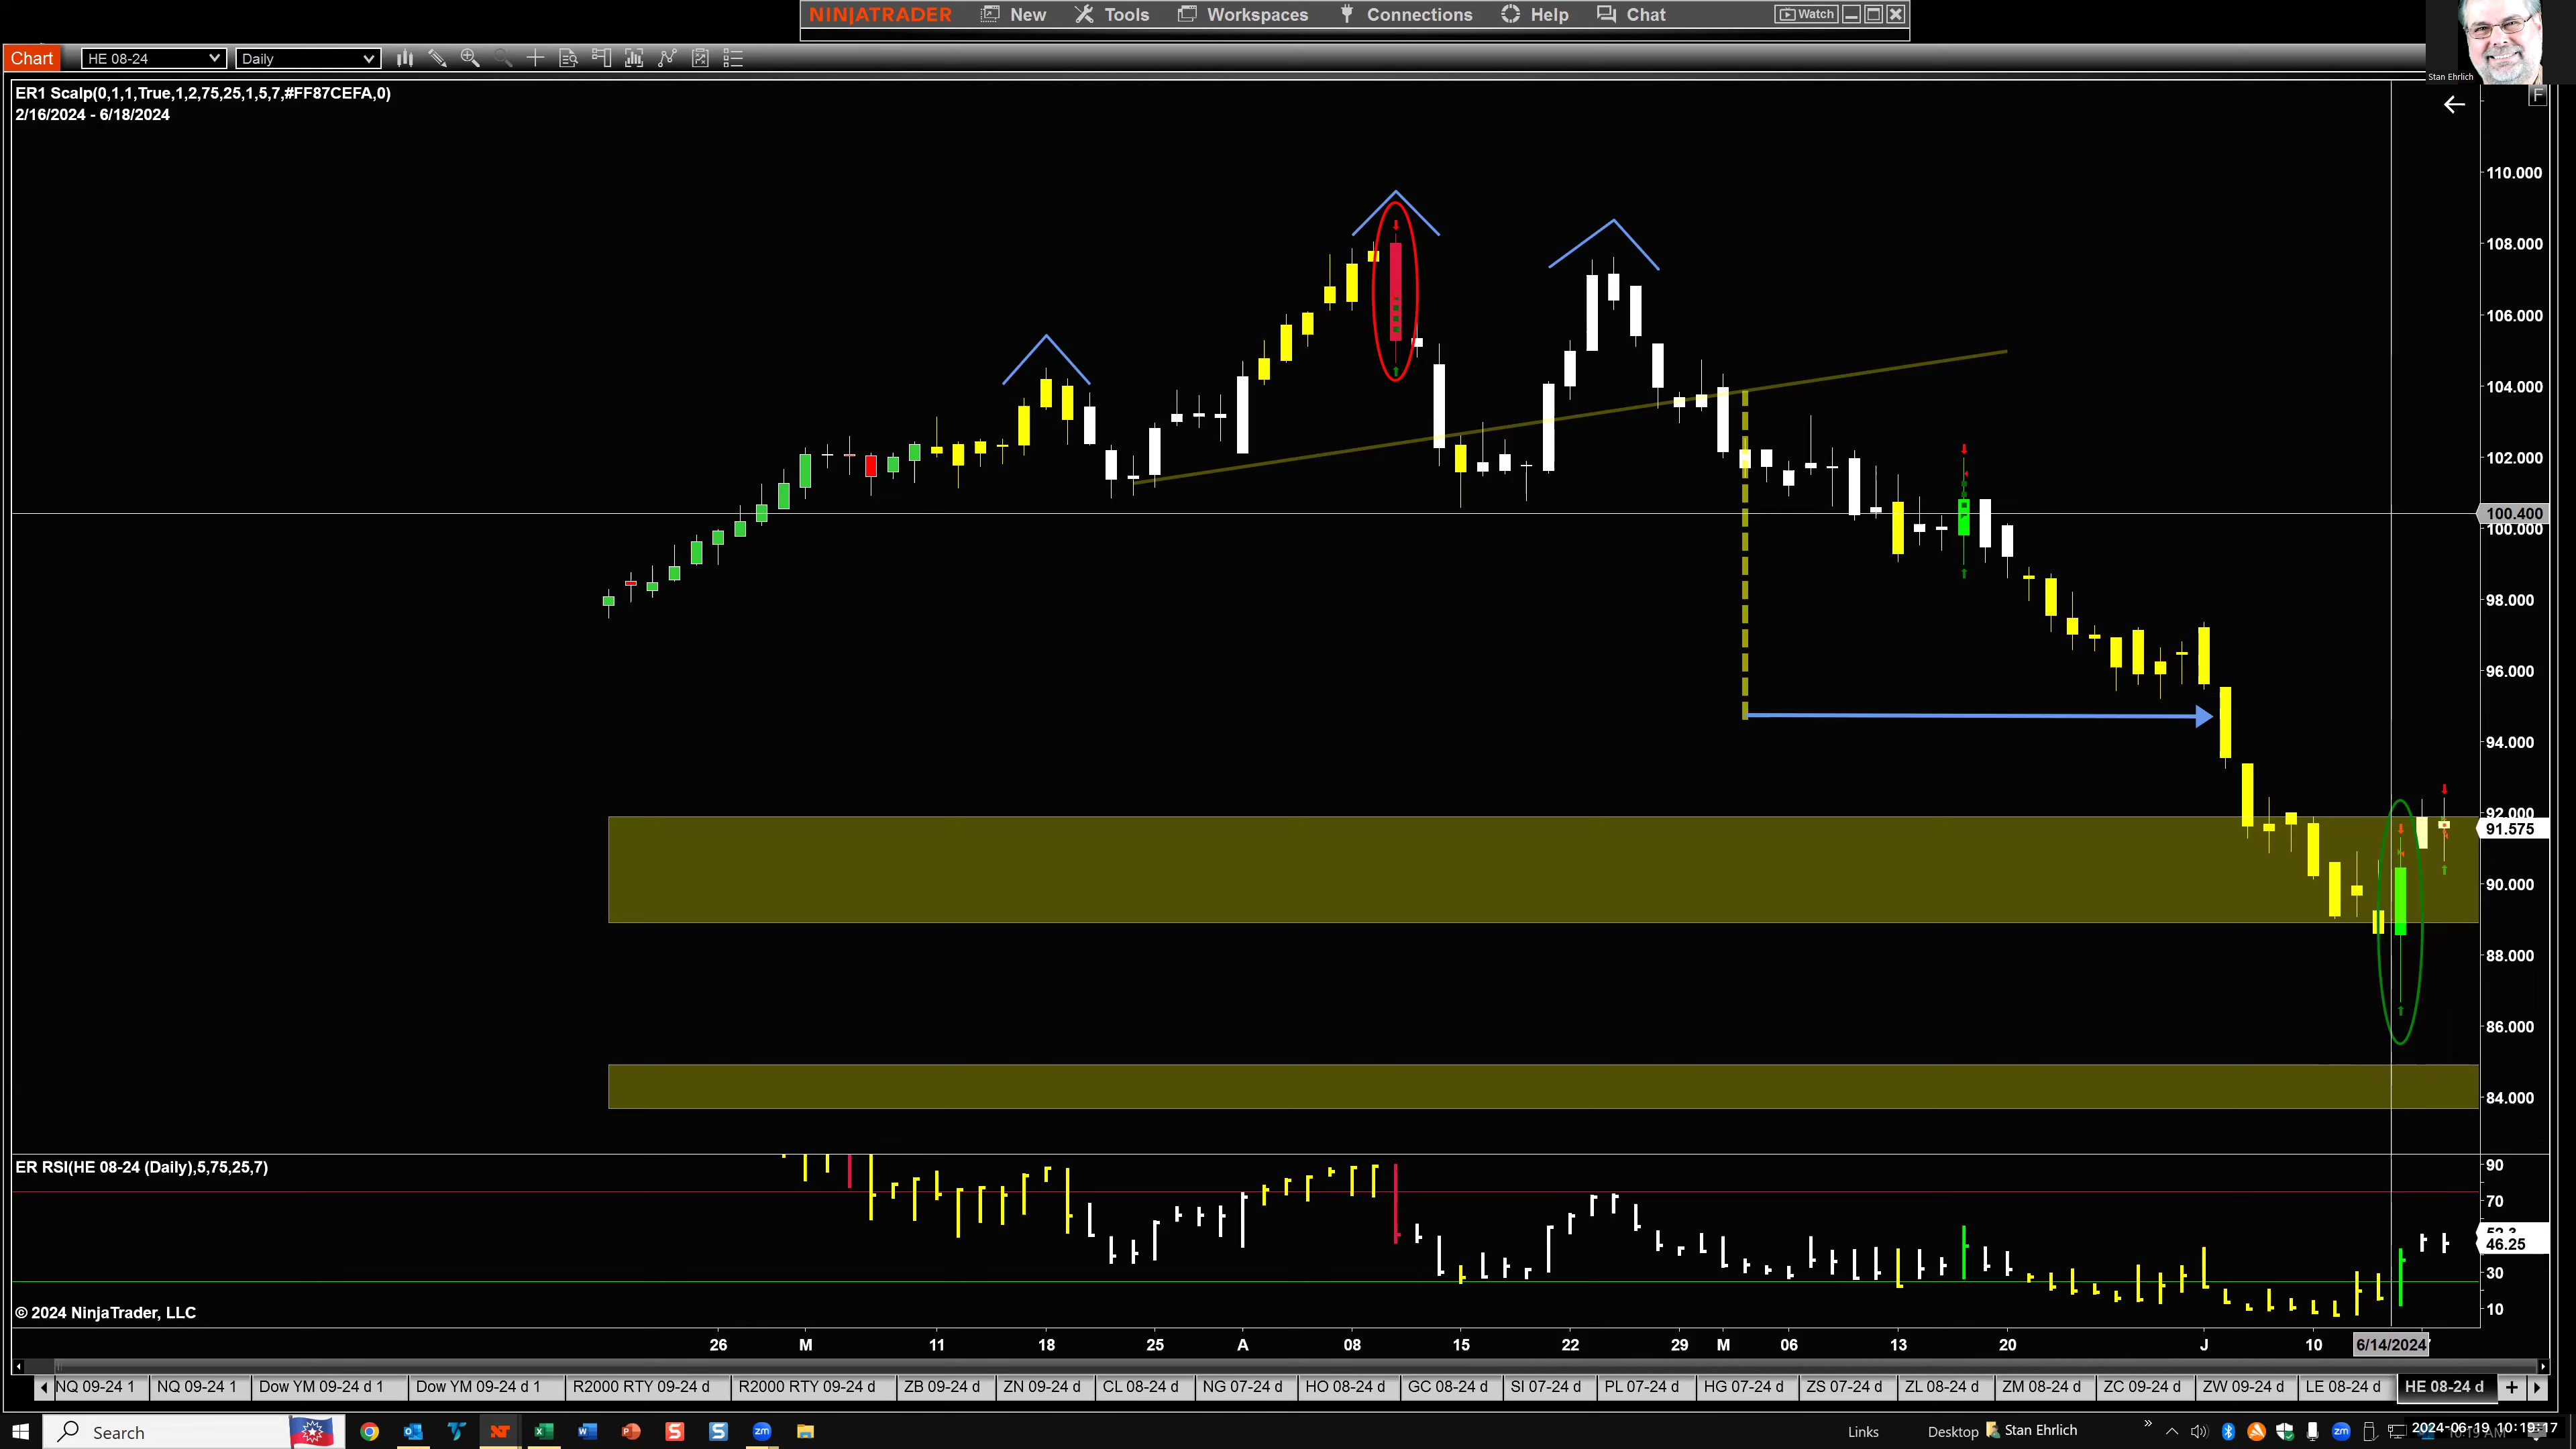 NINJATRADER New Tools Workspaces Connections Help Chat Watch
Stan Ehrlich
Chart HE 08-24 Daily
F
ER1 Scalp(0,1,1,True,1,2,75,25,1,5,7,#FF87CEFA,0)
2/16/2024 - 6/18/2024
110.000
108.000
106.000
104.000
102.000
100.400
100.000
98.000
96.000
94.000
92.000
91.575
90.000
88.000
86.000
84.000
ER RSI(HE 08-24 (Daily),5,75,25,7)
90
70
52.3
46.25
30
10
© 2024 NinjaTrader, LLC
26 M 11 18 25 A 08 15 22 29 M 06 13 20 J 10 6/14/2024
NQ 09-24 1 NQ 09-24 1 Dow YM 09-24 d 1 Dow YM 09-24 d 1 R2000 RTY 09-24 d R2000 RTY 09-24 d ZB 09-24 d ZN 09-24 d CL 08-24 d NG 07-24 d HO 08-24 d GC 08-24 d SI 07-24 d PL 07-24 d HG 07-24 d ZS 07-24 d ZL 08-24 d ZM 08-24 d ZC 09-24 d ZW 09-24 d LE 08-24 d HE 08-24 d +
Search Links Desktop Stan Ehrlich 2024-06-19 10:19:17